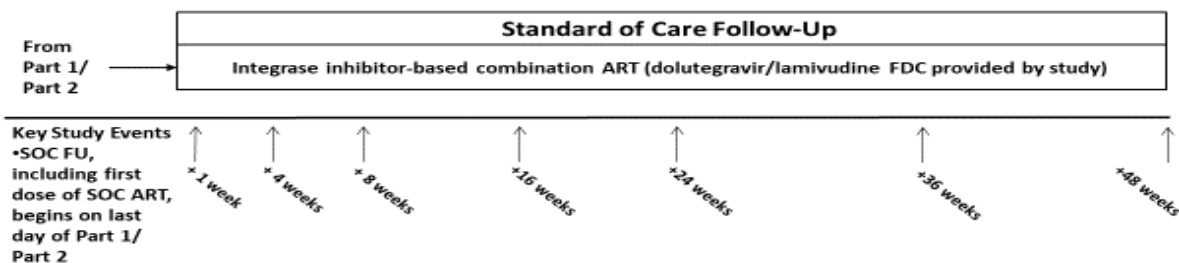 Standard of Care Follow-Up
From
Part 1/
Part 2
Integrase inhibitor-based combination ART (dolutegravir/lamivudine FDC provided by study)
Key Study Events
•SOC FU,
including first
dose of SOC ART,
begins on last
day of Part 1/
Part 2
+ 1 week
+ 4 weeks
+ 8 weeks
+16 weeks
+24 weeks
+36 weeks
+48 weeks